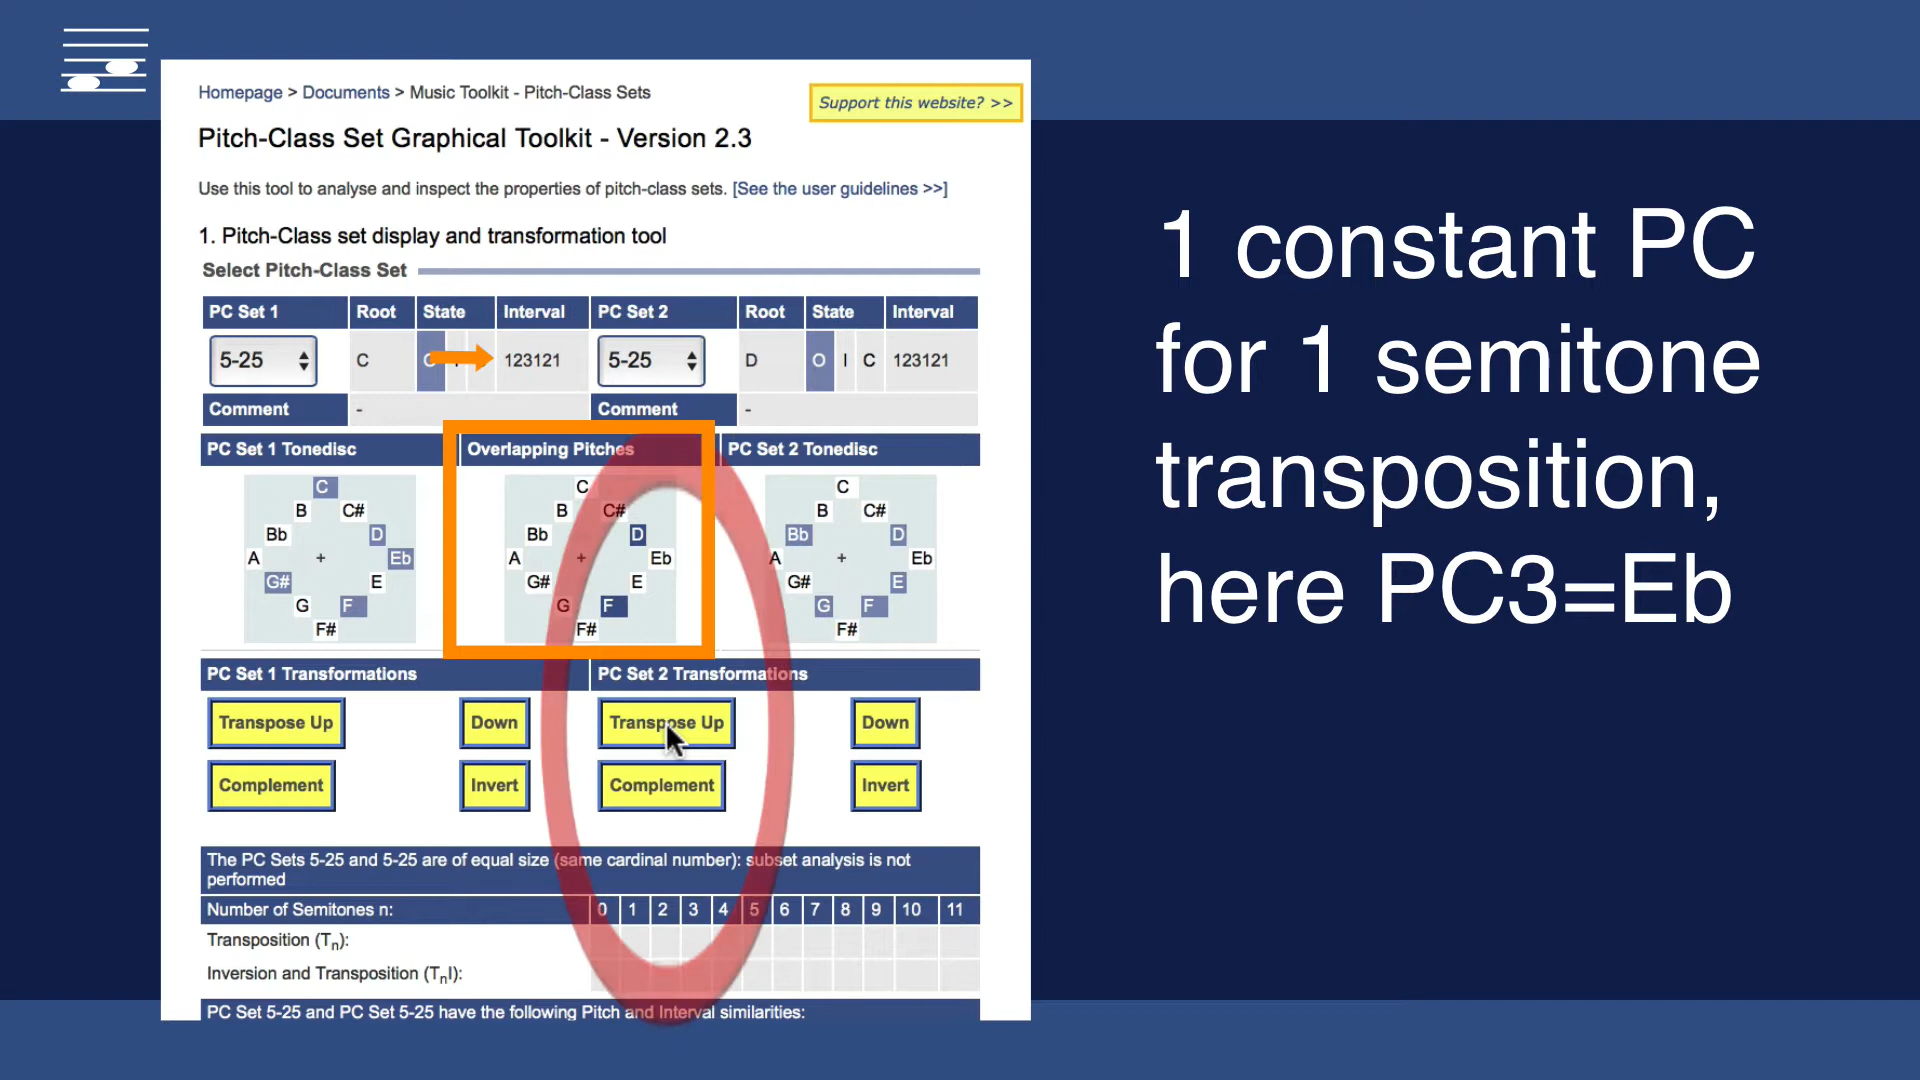 Homepage > Documents > Music Toolkit - Pitch-Class Sets
Support this website? >>
Pitch-Class Set Graphical Toolkit - Version 2.3
Use this tool to analyse and inspect the properties of pitch-class sets. [See the user guidelines >>]
1. Pitch-Class set display and transformation tool
Select Pitch-Class Set
PC Set 1 Root State Interval PC Set 2 Root State Interval
5-25 C 123121 5-25 D O I C 123121
Comment - Comment -
PC Set 1 Tonedisc Overlapping Pitches PC Set 2 Tonedisc
C C C
B C# B C# B C#
Bb D Bb D Bb D
A + Eb A + Eb A + Eb
G# E G# E G# E
G F G F G F
F# F# F#
PC Set 1 Transformations PC Set 2 Transformations
Transpose Up Down Transpose Up Down
Complement Invert Complement Invert
The PC Sets 5-25 and 5-25 are of equal size (same cardinal number): subset analysis is not
performed
Number of Semitones n: 0 1 2 3 4 5 6 7 8 9 10 11
Transposition (Tn):
Inversion and Transposition (TnI):
PC Set 5-25 and PC Set 5-25 have the following Pitch and Interval similarities:
1 constant PC
for 1 semitone
transposition,
here PC3=Eb